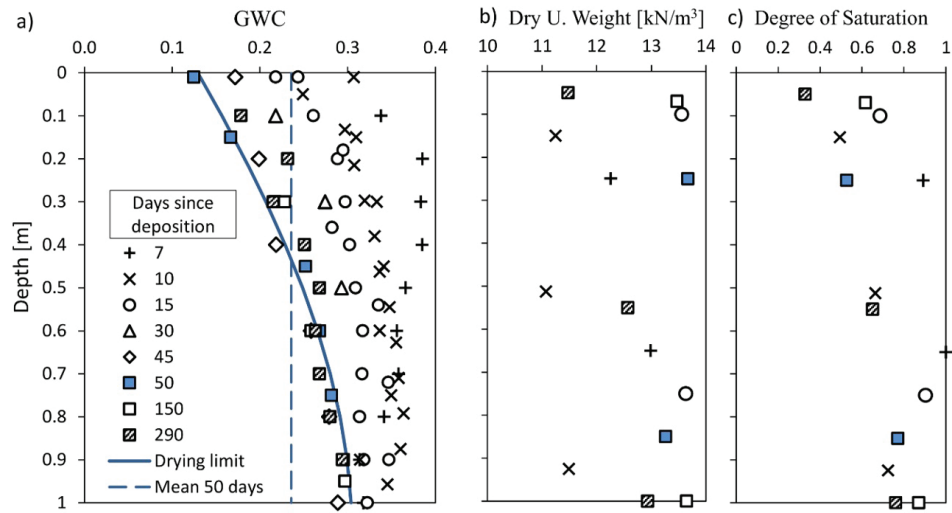 a)
GWC
0.0 0.1 0.2 0.3 0.4
0
0.1
0.2
0.3
0.4
0.5
0.6
0.7
0.8
0.9
1
Depth [m]
Days since
deposition
7
10
15
30
45
50
150
290
Drying limit
Mean 50 days
b) Dry U. Weight [kN/m³]
10 11 12 13 14
c) Degree of Saturation
0 0.2 0.4 0.6 0.8 1